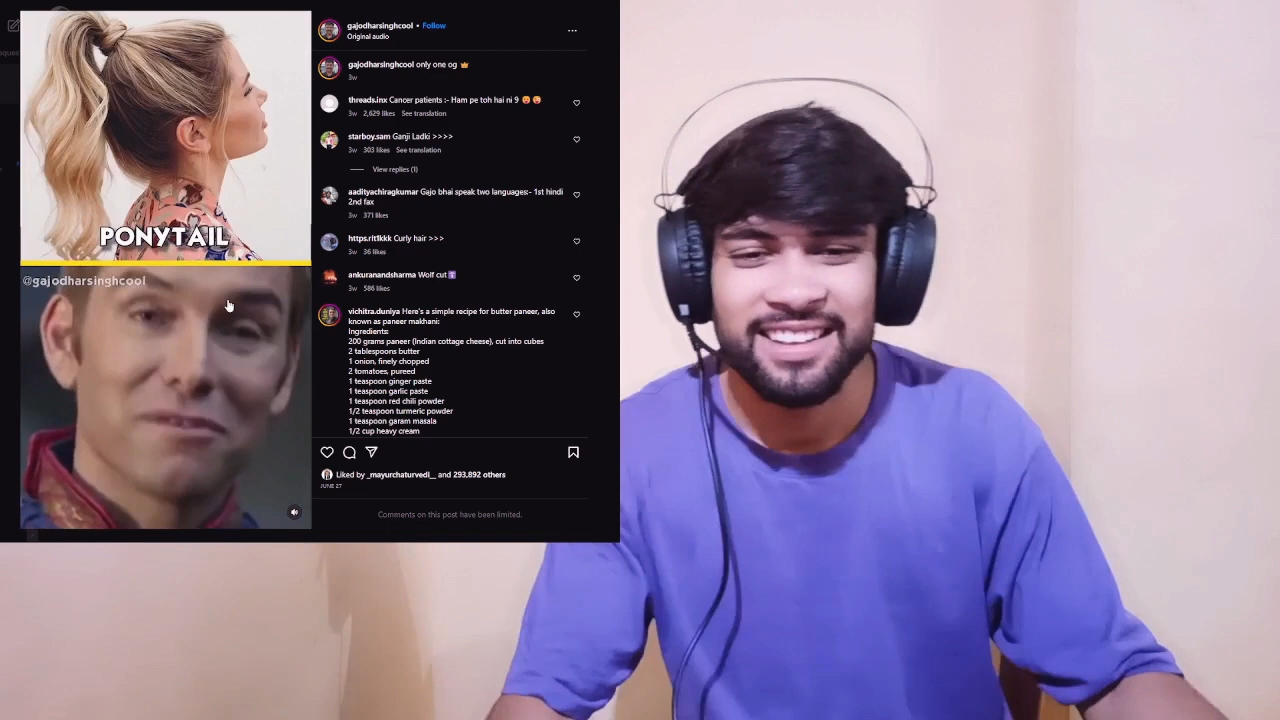 PONYTAIL
@gajodharsinghcool
gajodharsinghcool • Follow
Original audio
gajodharsinghcool only one og
3w
threads.inx Cancer patients :- Ham pe toh hai ni 9
3w 2,629 likes See translation
starboy.sam Ganji Ladki >>>>
3w 303 likes See translation
View replies (1)
aadityachiragkumar Gajo bhai speak two languages:- 1st hindi
2nd fax
3w 371 likes
Curly hair >>>
3w 36 likes
ankuranandsharma Wolf cut
3w 586 likes
vichitra.duniya Here's a simple recipe for butter paneer, also
known as paneer makhani:
Ingredients:
200 grams paneer (Indian cottage cheese), cut into cubes
2 tablespoons butter
1 onion, finely chopped
2 tomatoes, pureed
1 teaspoon ginger paste
1 teaspoon garlic paste
1 teaspoon red chili powder
1/2 teaspoon turmeric powder
1 teaspoon garam masala
1/2 cup heavy cream
Liked by _mayurchaturvedi__ and 293,892 others
JUNE 27
Comments on this post have been limited.